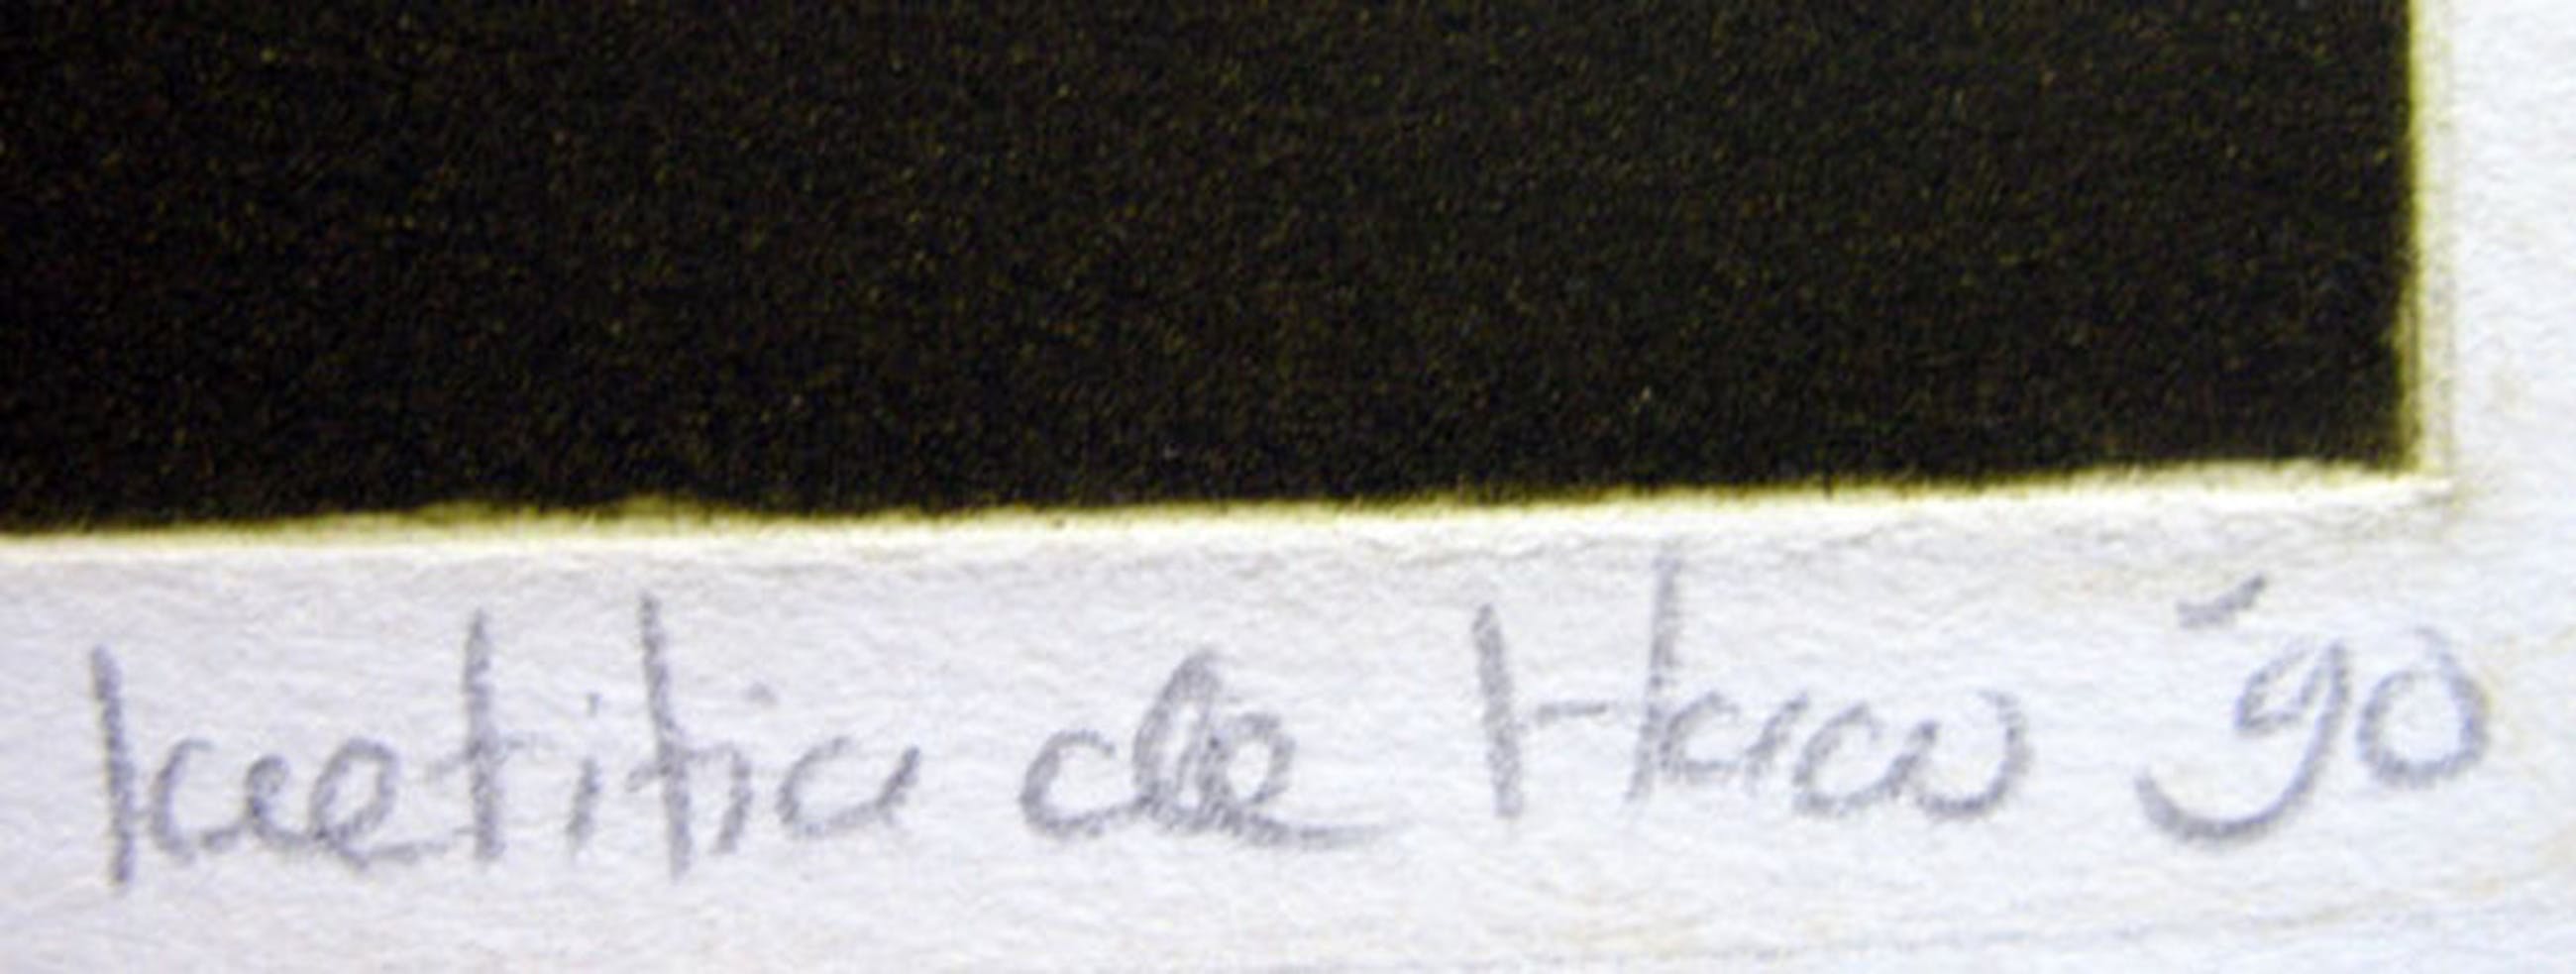 Laetitia de Haas '90